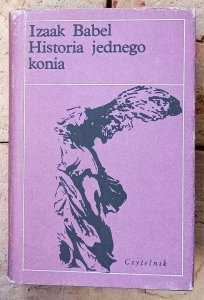 Izaak Babel
Historia jednego
konia
Czytelnik